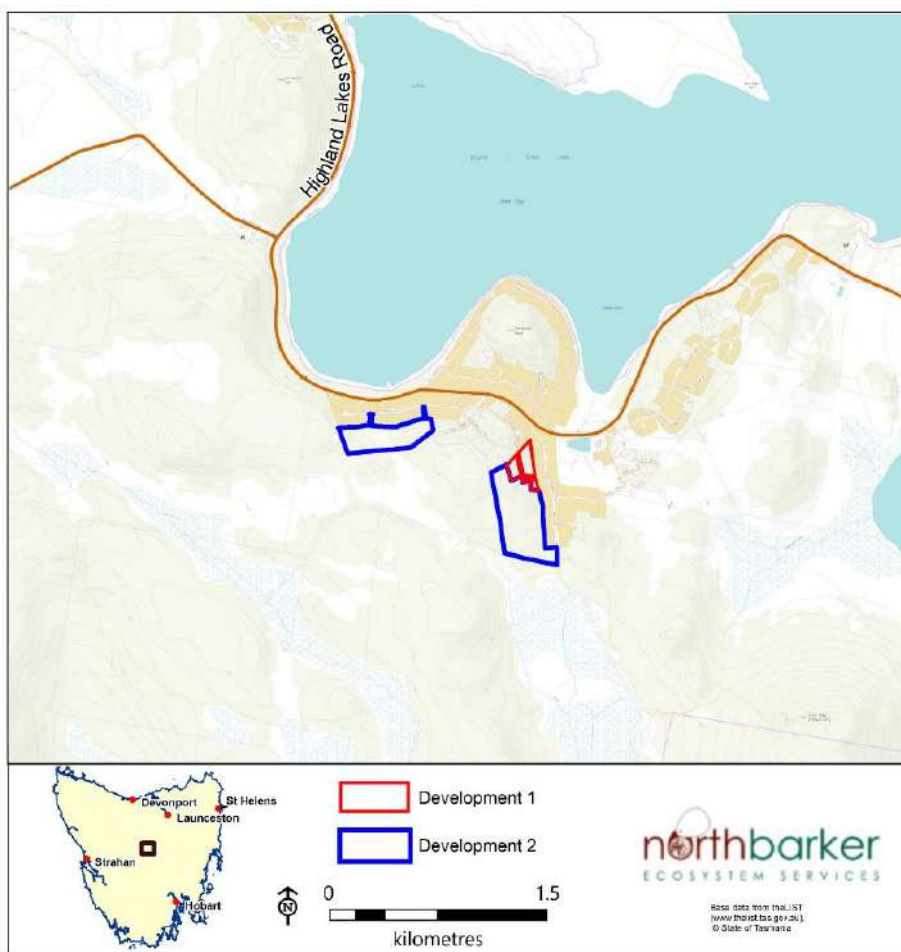 Highland Lakes Road
Devonport
St Helens
Launceston
Strahan
Hobart
Development 1
Development 2
N
0
1.5
kilometres
northbarker
ECOSYSTEM SERVICES
Base data from theLIST
(www.thelist.tas.gov.au),
© State of Tasmania